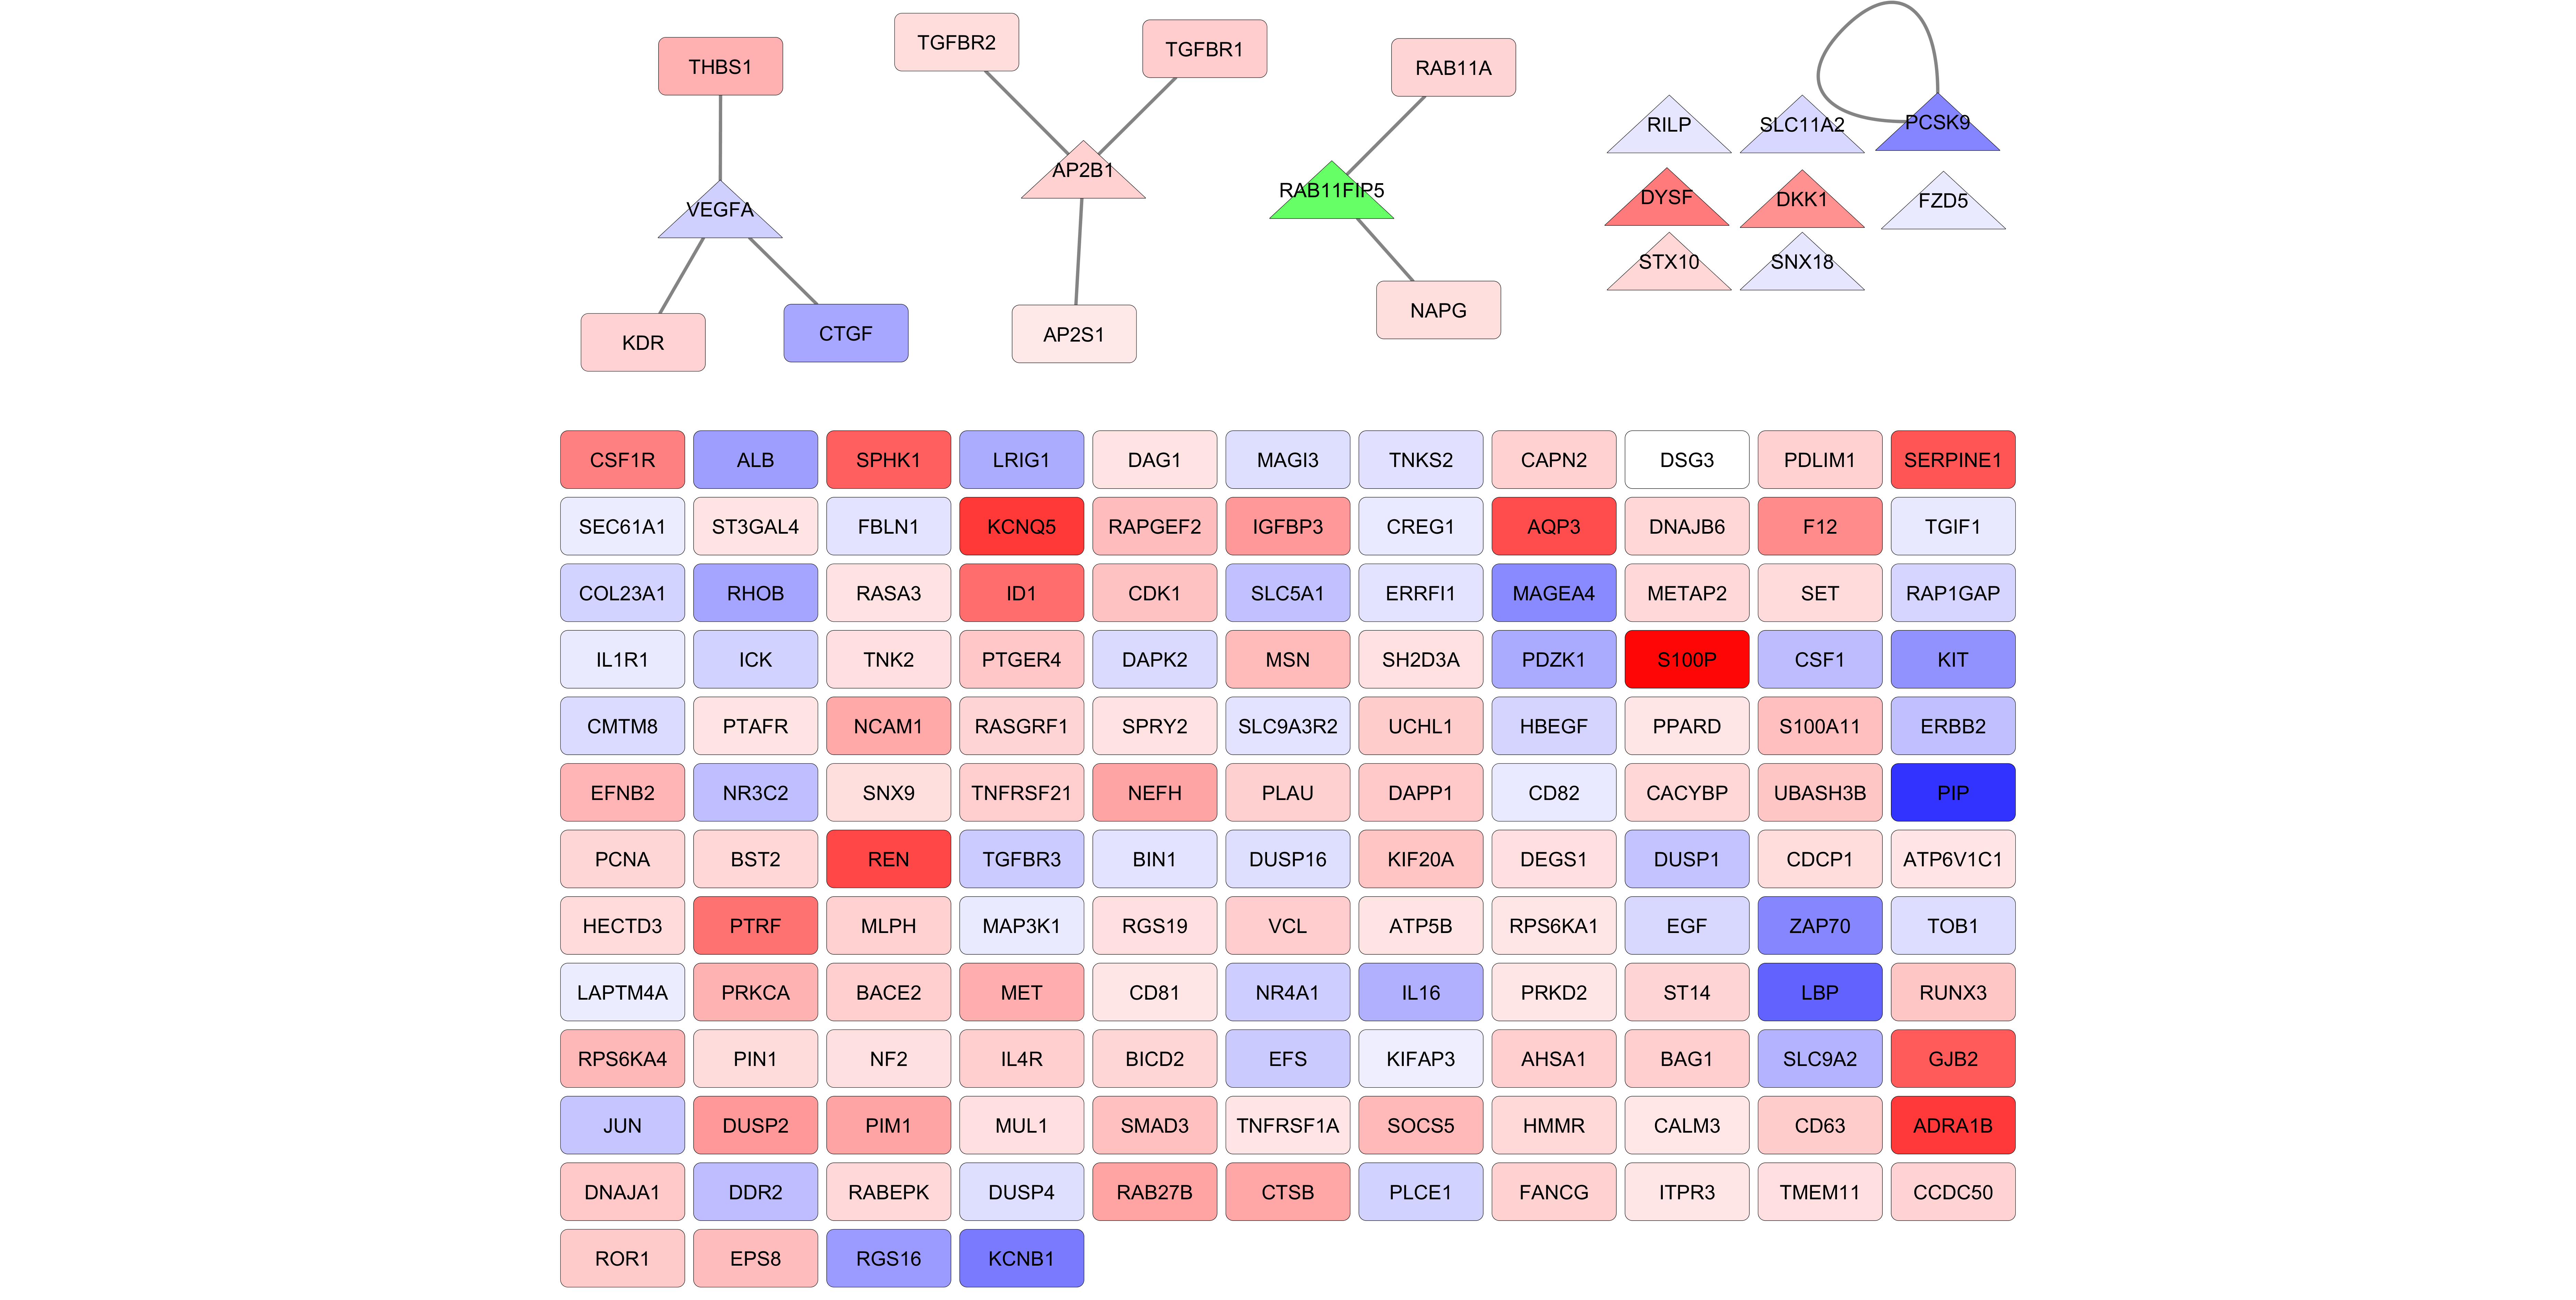 THBS1
TGFBR2
TGFBR1
RAB11A
VEGFA
AP2B1
RAB11FIP5
RILP
SLC11A2
PCSK9
DYSF
DKK1
FZD5
STX10
SNX18
KDR
CTGF
AP2S1
NAPG
CSF1R ALB SPHK1 LRIG1 DAG1 MAGI3 TNKS2 CAPN2 DSG3 PDLIM1 SERPINE1
SEC61A1 ST3GAL4 FBLN1 KCNQ5 RAPGEF2 IGFBP3 CREG1 AQP3 DNAJB6 F12 TGIF1
COL23A1 RHOB RASA3 ID1 CDK1 SLC5A1 ERRFI1 MAGEA4 METAP2 SET RAP1GAP
IL1R1 ICK TNK2 PTGER4 DAPK2 MSN SH2D3A PDZK1 S100P CSF1 KIT
CMTM8 PTAFR NCAM1 RASGRF1 SPRY2 SLC9A3R2 UCHL1 HBEGF PPARD S100A11 ERBB2
EFNB2 NR3C2 SNX9 TNFRSF21 NEFH PLAU DAPP1 CD82 CACYBP UBASH3B PIP
PCNA BST2 REN TGFBR3 BIN1 DUSP16 KIF20A DEGS1 DUSP1 CDCP1 ATP6V1C1
HECTD3 PTRF MLPH MAP3K1 RGS19 VCL ATP5B RPS6KA1 EGF ZAP70 TOB1
LAPTM4A PRKCA BACE2 MET CD81 NR4A1 IL16 PRKD2 ST14 LBP RUNX3
RPS6KA4 PIN1 NF2 IL4R BICD2 EFS KIFAP3 AHSA1 BAG1 SLC9A2 GJB2
JUN DUSP2 PIM1 MUL1 SMAD3 TNFRSF1A SOCS5 HMMR CALM3 CD63 ADRA1B
DNAJA1 DDR2 RABEPK DUSP4 RAB27B CTSB PLCE1 FANCG ITPR3 TMEM11 CCDC50
ROR1 EPS8 RGS16 KCNB1